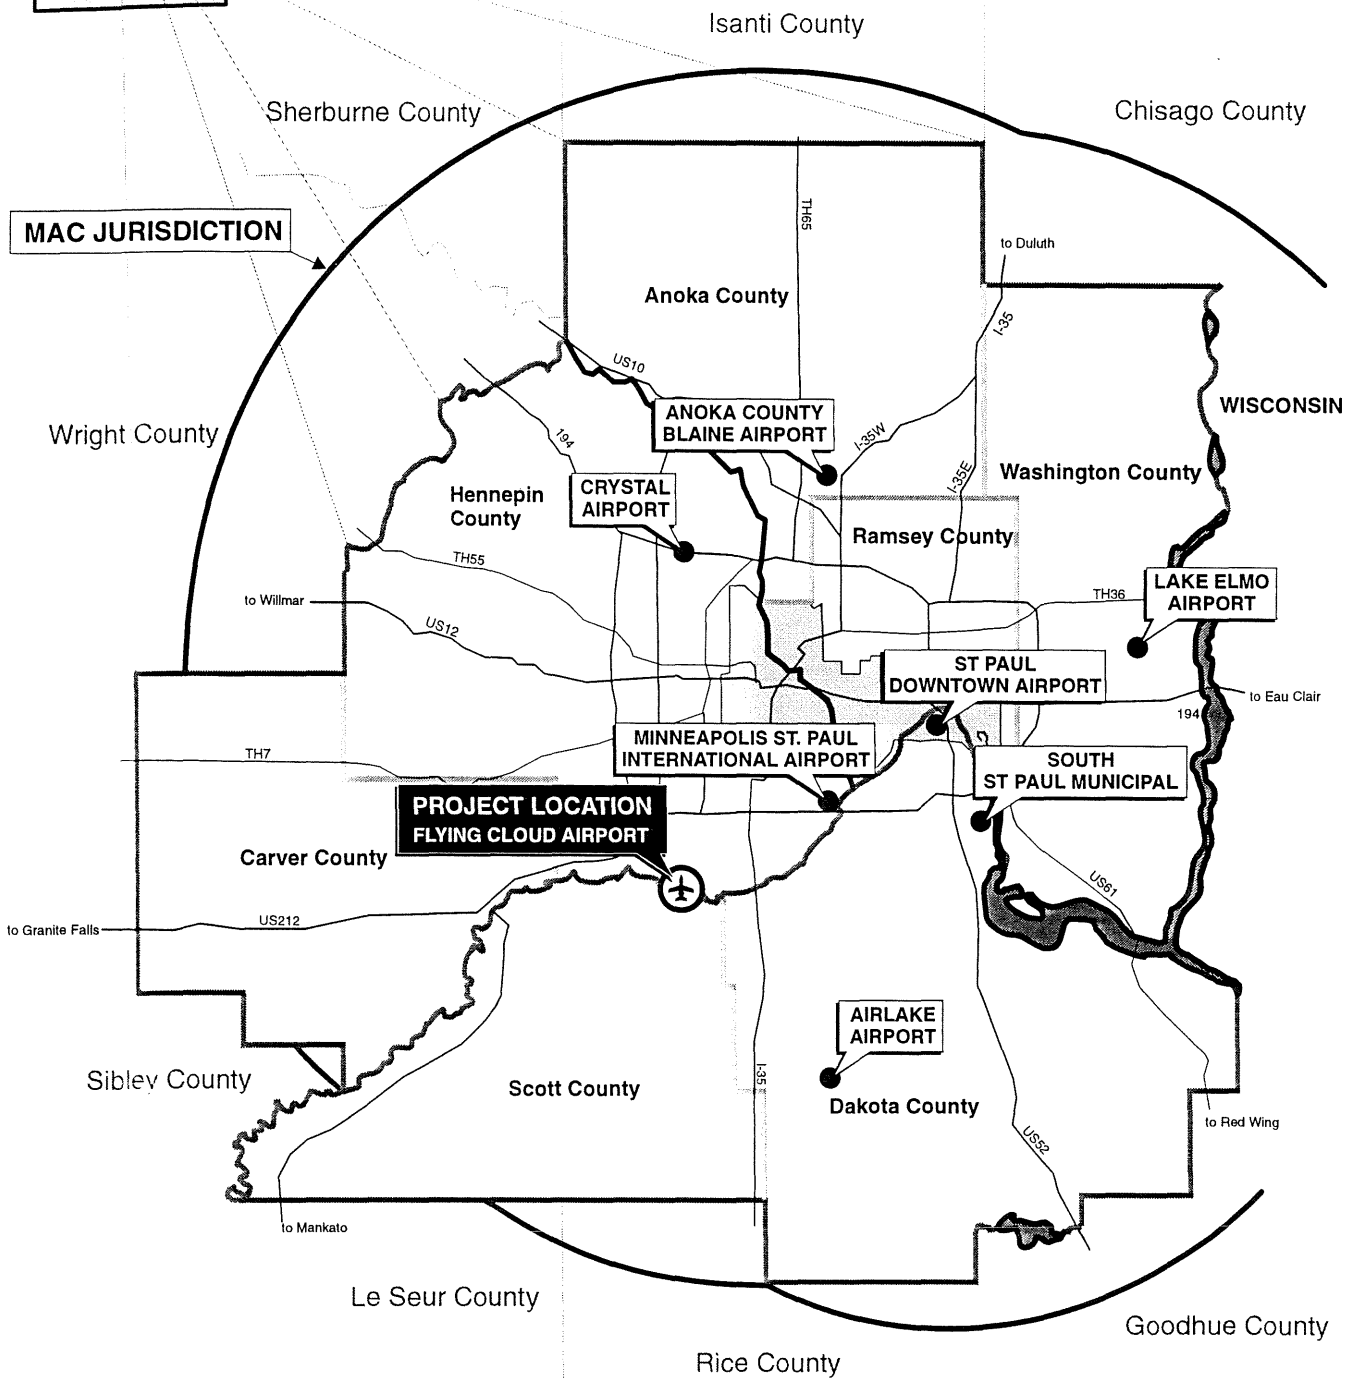 Isanti County
Sherburne County
Chisago County
MAC JURISDICTION
TH65
to Duluth
Anoka County
I-35
US10
WISCONSIN
Wright County
ANOKA COUNTY
BLAINE AIRPORT
194
I-35W
I-35E
Washington County
Hennepin
County
CRYSTAL
AIRPORT
Ramsey County
TH55
LAKE ELMO
AIRPORT
TH36
to Willmar
US12
ST PAUL
DOWNTOWN AIRPORT
to Eau Clair
194
MINNEAPOLIS ST. PAUL
INTERNATIONAL AIRPORT
TH7
SOUTH
ST PAUL MUNICIPAL
PROJECT LOCATION
FLYING CLOUD AIRPORT
Carver County
US61
US212
to Granite Falls
AIRLAKE
AIRPORT
I-35
Sibley County
Scott County
Dakota County
to Red Wing
US52
to Mankato
Le Seur County
Goodhue County
Rice County